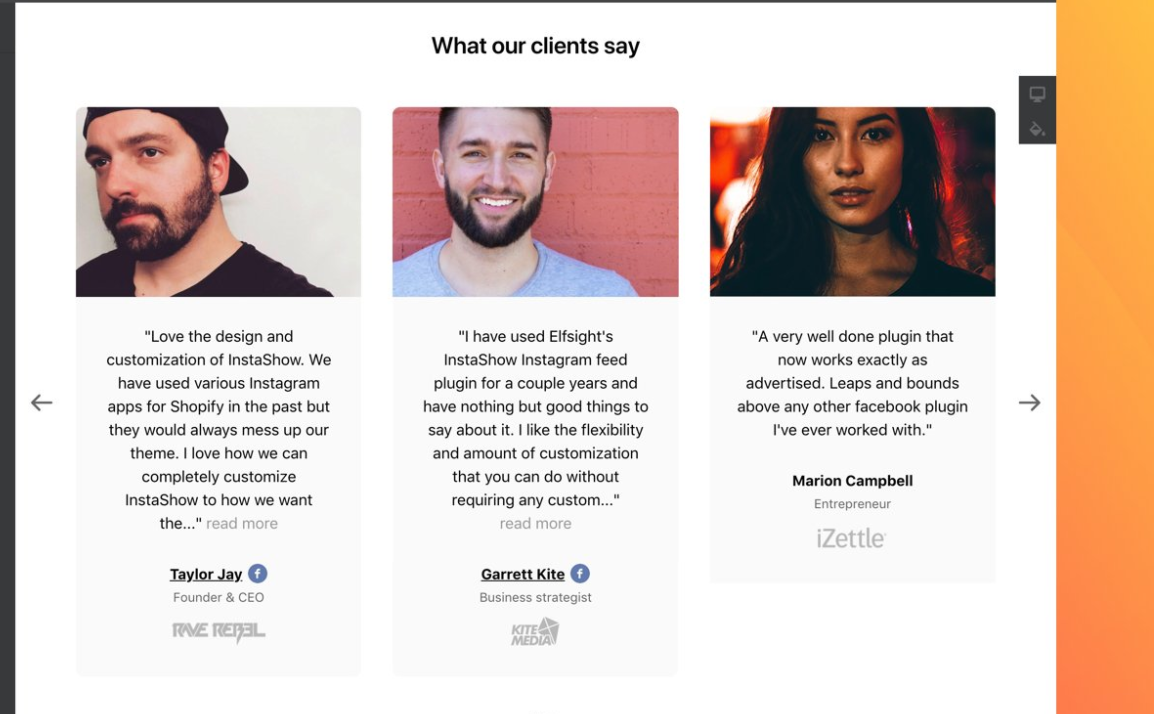 What our clients say
"Love the design and
customization of InstaShow. We
have used various Instagram
apps for Shopify in the past but
they would always mess up our
theme. I love how we can
completely customize
InstaShow to how we want
the..." read more
Taylor Jay
Founder & CEO
RAVE REBEL
"I have used Elfsight's
InstaShow Instagram feed
plugin for a couple years and
have nothing but good things to
say about it. I like the flexibility
and amount of customization
that you can do without
requiring any custom..."
read more
Garrett Kite
Business strategist
KITE
MEDIA
"A very well done plugin that
now works exactly as
advertised. Leaps and bounds
above any other facebook plugin
I've ever worked with."
Marion Campbell
Entrepreneur
iZettle